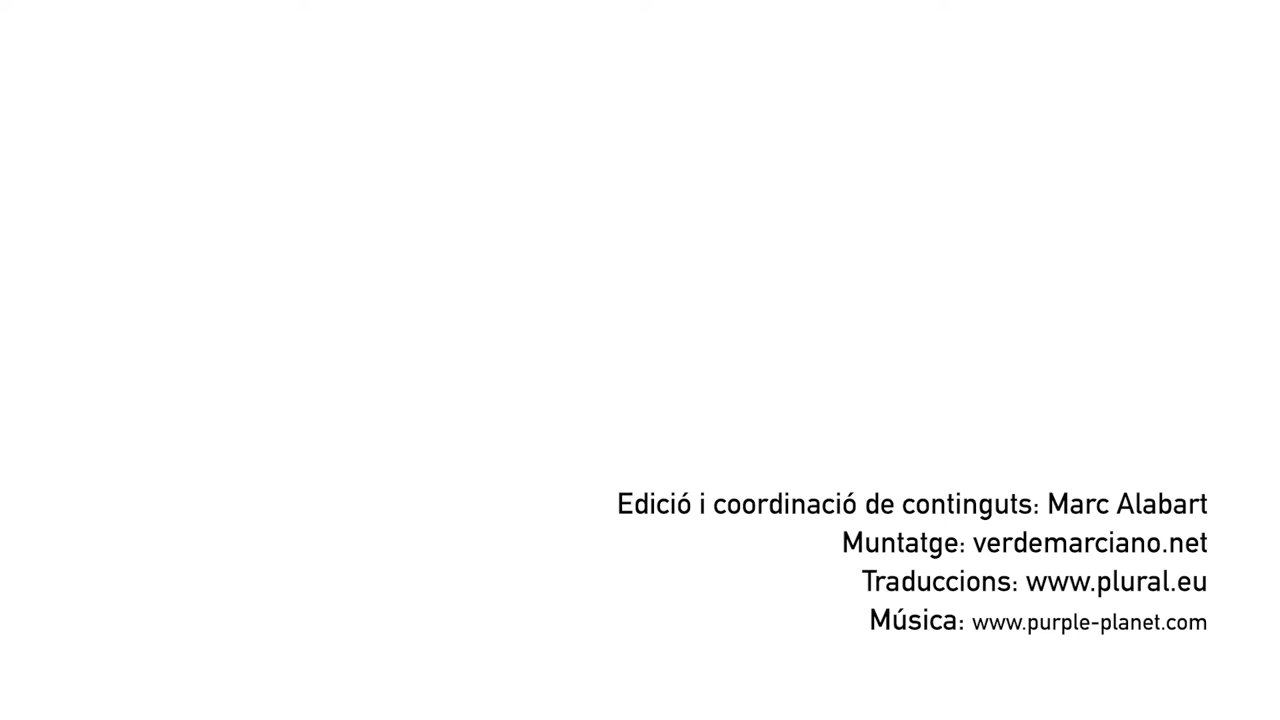 Edició i coordinació de continguts: Marc Alabart
Muntatge: verdemarciano.net
Traduccions: www.plural.eu
Música: www.purple-planet.com